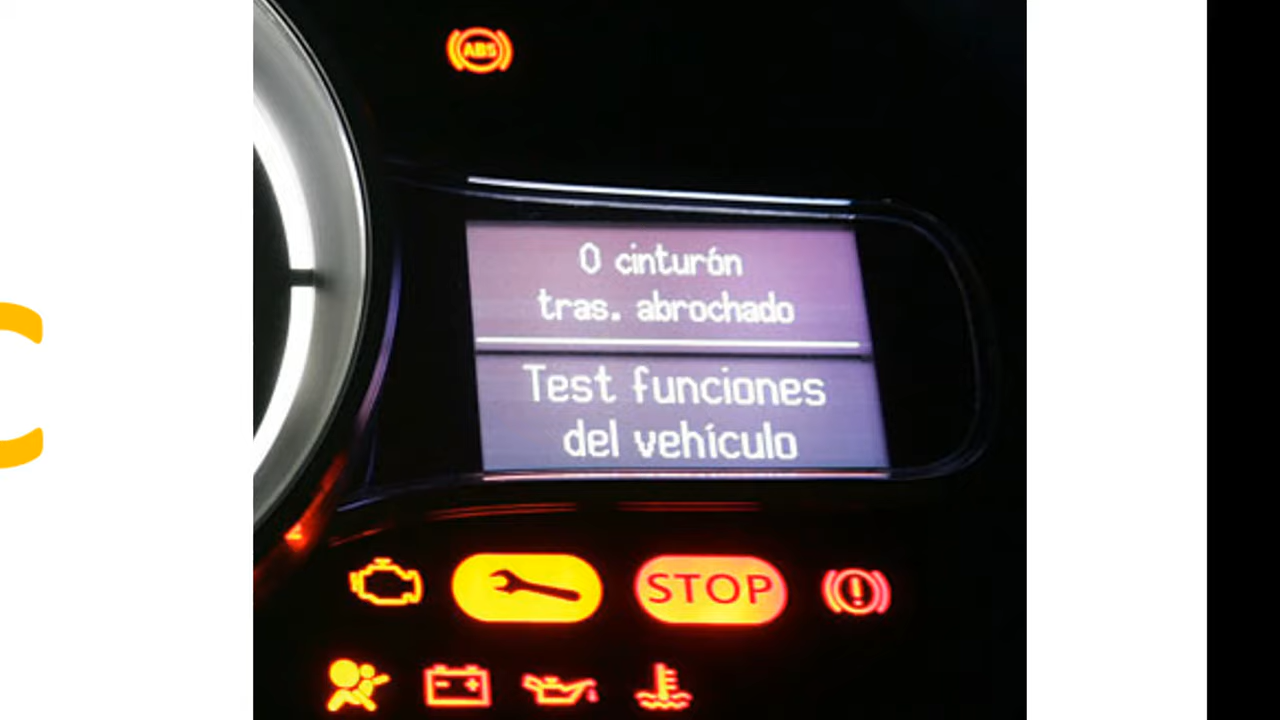 ABS
0 cinturón
tras. abrochado
Test funciones
del vehículo
STOP